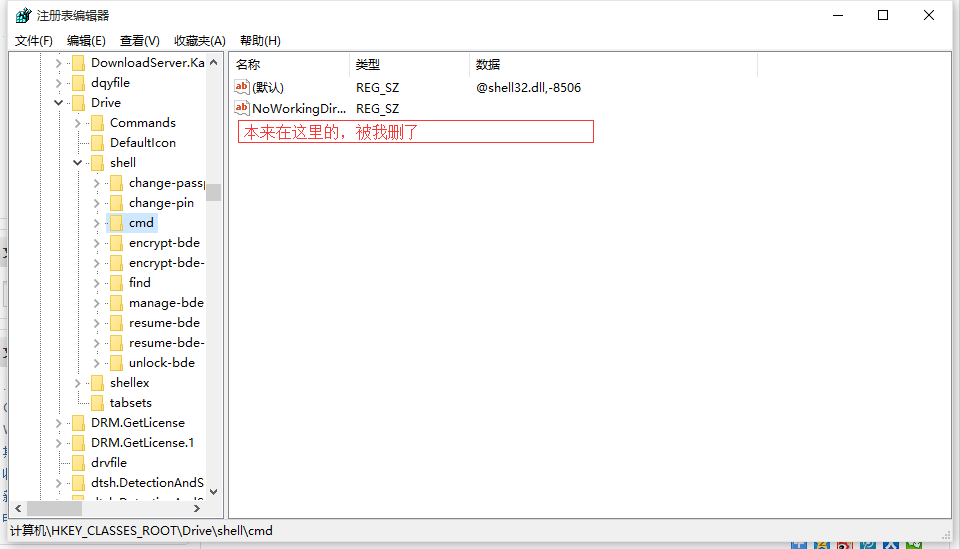 注册表编辑器
文件(F) 编辑(E) 查看(V) 收藏夹(A) 帮助(H)
DownloadServer.Ka
dqyfile
Drive
Commands
DefaultIcon
shell
change-passp
change-pin
cmd
encrypt-bde
encrypt-bde-
find
manage-bde
resume-bde
resume-bde-
unlock-bde
shellex
tabsets
DRM.GetLicense
DRM.GetLicense.1
drvfile
dtsh.DetectionAndS
名称 类型 数据
(默认) REG_SZ @shell32.dll,-8506
NoWorkingDir... REG_SZ
本来在这里的，被我删了
计算机\HKEY_CLASSES_ROOT\Drive\shell\cmd